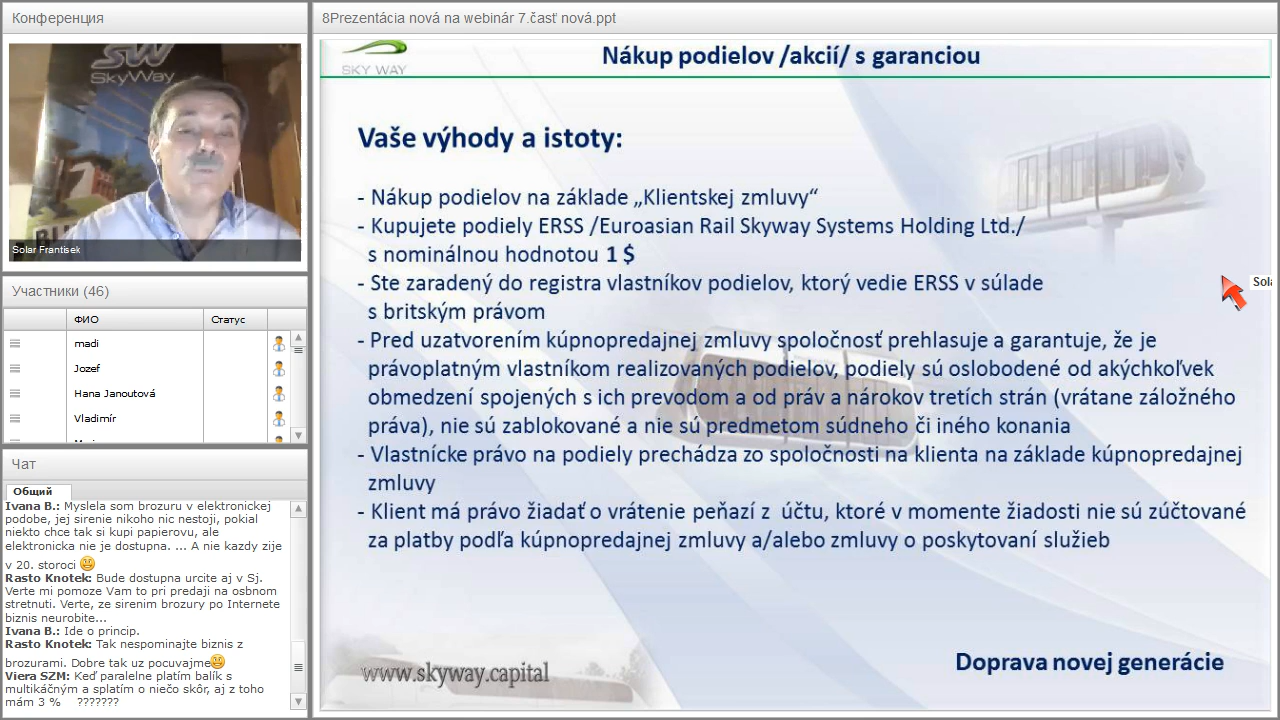 Конференция
SW
SkyWay
Solar Frantisek
Участники (46)
ФИО
Статус
madi
Jozef
Hana Janoutová
Vladimír
Чат
Общий
Ivana B.: Myslela som brozuru v elektronickej
podobe, jej sirenie nikoho nic nestoji, pokial
niekto chce tak si kupi papierovu, ale
elektronicka nie je dostupna. ... A nie kazdy zije
v 20. storoci
Rasto Knotek: Bude dostupna urcite aj v Sj.
Verte mi pomoze Vam to pri predaji na osbnom
stretnuti. Verte, ze sirenim brozury po Internete
biznis neurobite...
Ivana B.: Ide o princip.
Rasto Knotek: Tak nespominajte biznis z
brozurami. Dobre tak uz pocuvajme
Viera SZM: Keď paralelne platím balík s
multikáčným a splatím o niečo skôr, aj z toho
mám 3 % ???????
8Prezentácia nová na webinár 7.časť nová.ppt
SKY WAY
Nákup podielov /akcií/ s garanciou
Vaše výhody a istoty:
- Nákup podielov na základe „Klientskej zmluvy“
- Kupujete podiely ERSS /Euroasian Rail Skyway Systems Holding Ltd./
s nominálnou hodnotou 1 $
- Ste zaradený do registra vlastníkov podielov, ktorý vedie ERSS v súlade
s britským právom
- Pred uzatvorením kúpnopredajnej zmluvy spoločnosť prehlasuje a garantuje, že je
právoplatným vlastníkom realizovaných podielov, podiely sú oslobodené od akýchkoľvek
obmedzení spojených s ich prevodom a od práv a nárokov tretích strán (vrátane záložného
práva), nie sú zablokované a nie sú predmetom súdneho či iného konania
- Vlastnícke právo na podiely prechádza zo spoločnosti na klienta na základe kúpnopredajnej
zmluvy
- Klient má právo žiadať o vrátenie peňazí z účtu, ktoré v momente žiadosti nie sú zúčtované
za platby podľa kúpnopredajnej zmluvy a/alebo zmluvy o poskytovaní služieb
Sola
www.skyway.capital
Doprava novej generácie